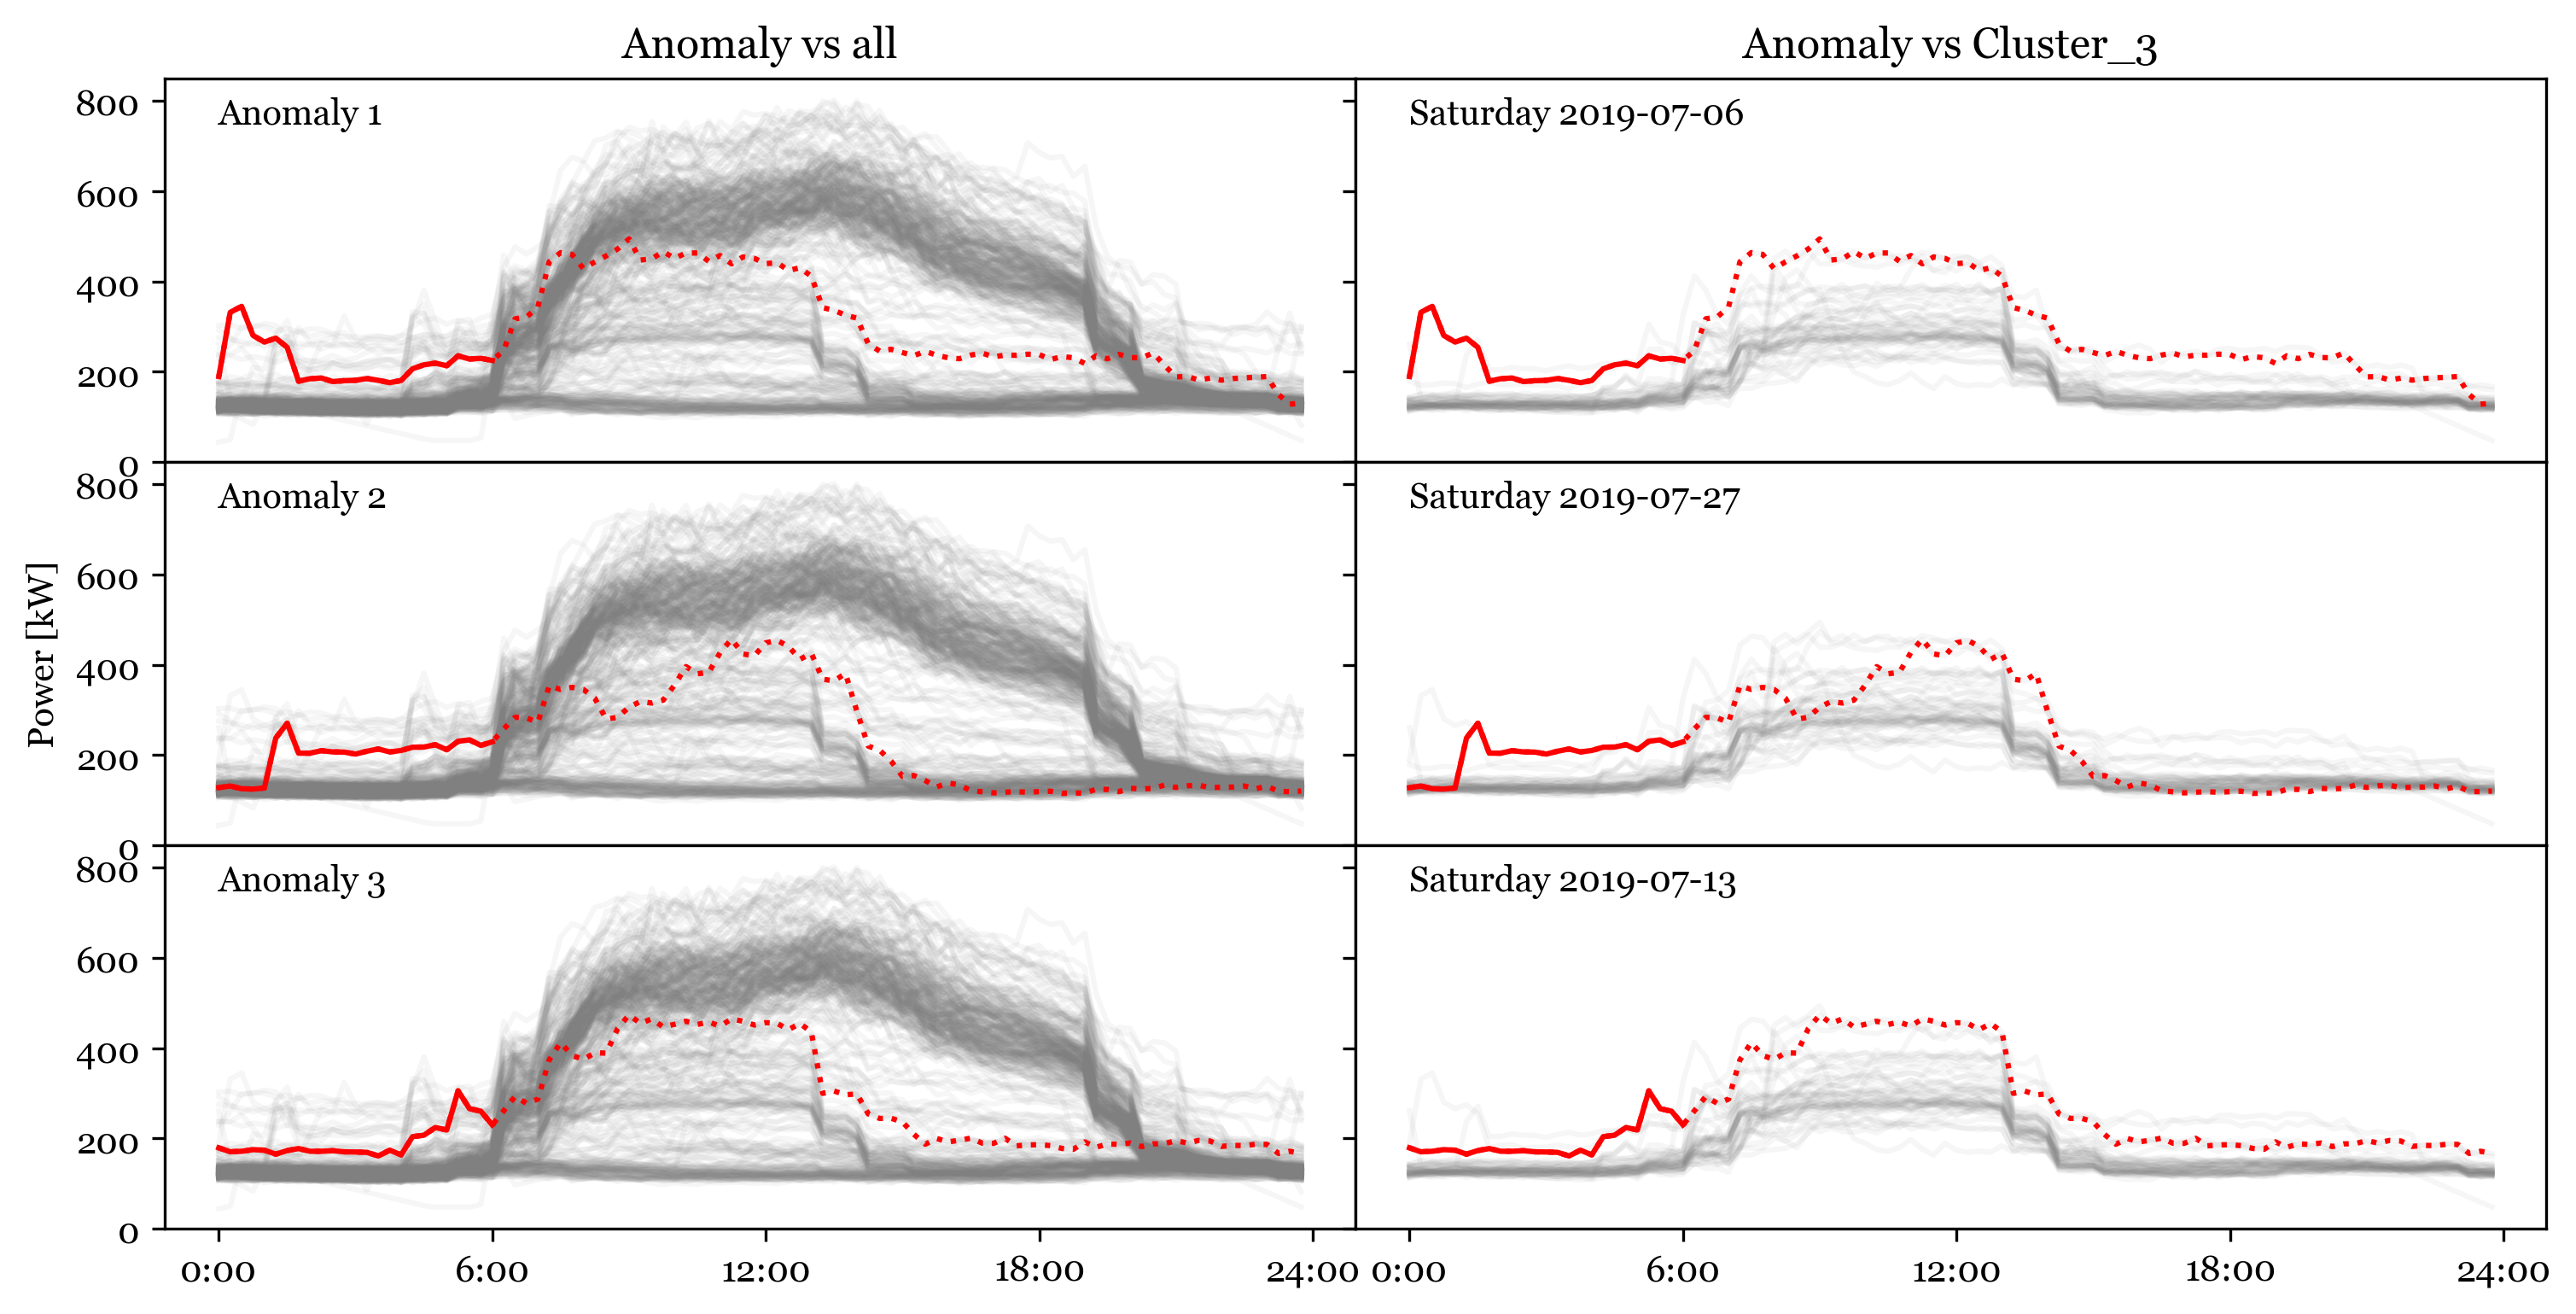 Anomaly vs all
Anomaly vs Cluster_3
Power [kW]
800
600
400
200
0
Anomaly 1
Saturday 2019-07-06
800
600
400
200
0
Anomaly 2
Saturday 2019-07-27
800
600
400
200
0
Anomaly 3
Saturday 2019-07-13
0:00 6:00 12:00 18:00 24:00
0:00 6:00 12:00 18:00 24:00